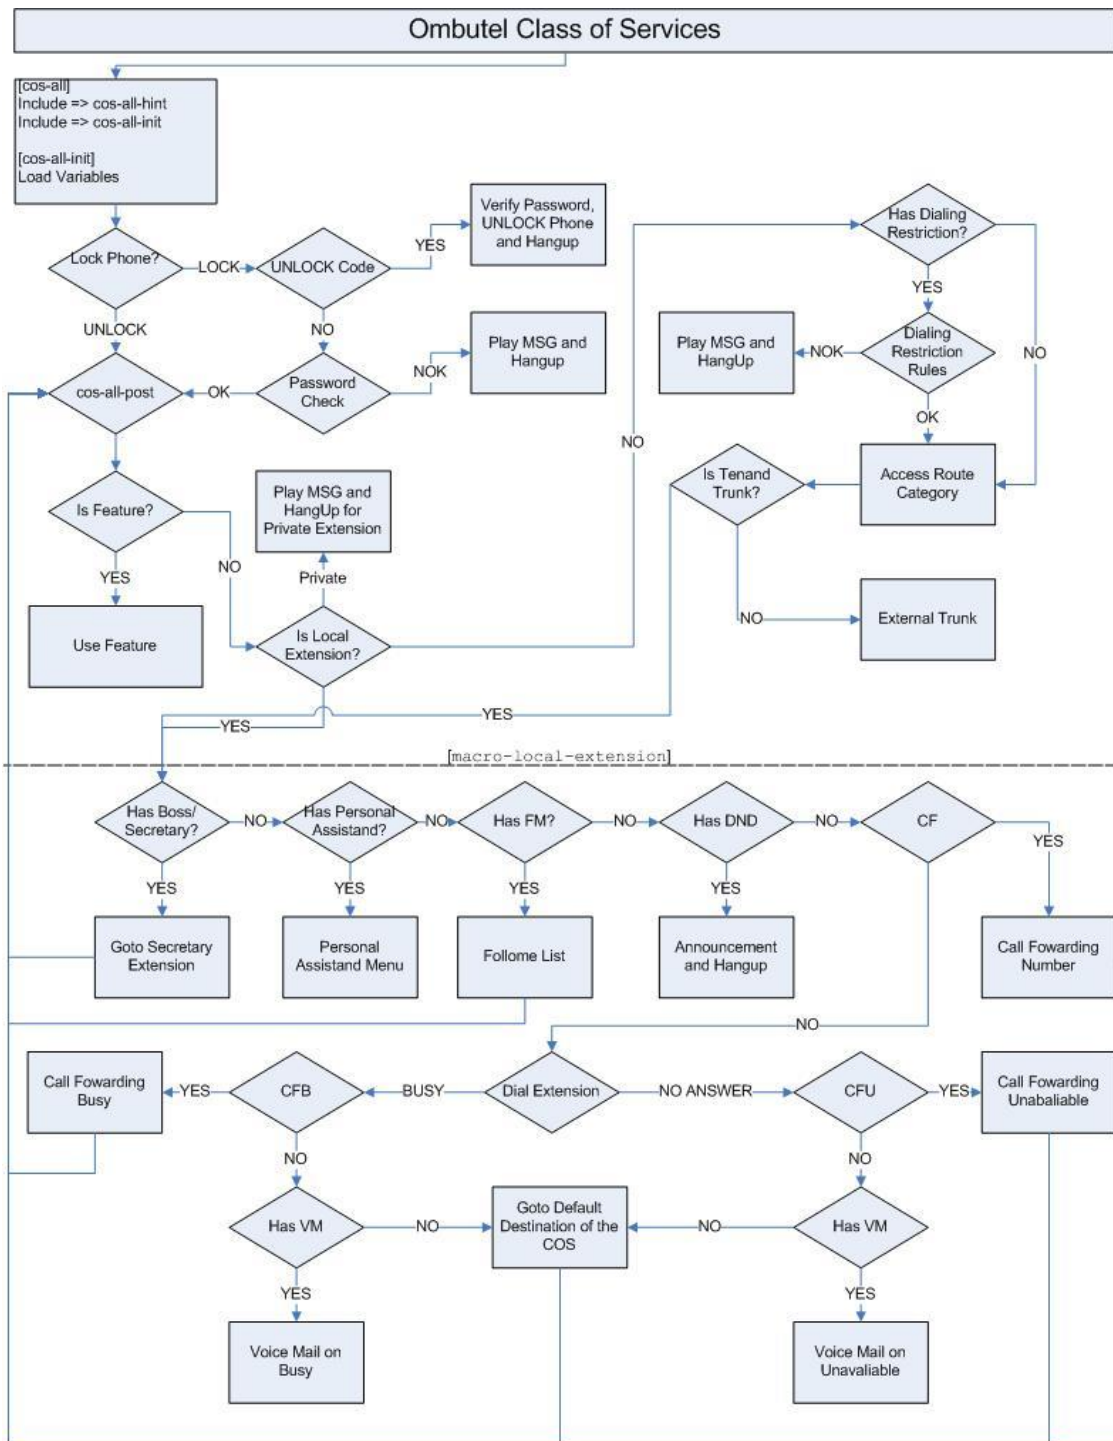 Ombutel Class of Services
[cos-all]
Include => cos-all-hint
Include => cos-all-init
[cos-all-init]
Load Variables
Lock Phone?
LOCK
UNLOCK Code
YES
Verify Password,
UNLOCK Phone
and Hangup
Has Dialing
Restriction?
UNLOCK
NO
YES
NO
Play MSG and
Hangup
NOK
Play MSG and
HangUp
NOK
Dialing
Restriction
Rules
cos-all-post
OK
Password
Check
OK
NO
Is Tenand
Trunk?
Access Route
Category
Is Feature?
Play MSG and
HangUp for
Private Extension
NO
Private
YES
Use Feature
Is Local
Extension?
NO
External Trunk
YES
YES
[macro-local-extension]
Has Boss/
Secretary?
NO
Has Personal
Assistand?
NO
Has FM?
NO
Has DND
NO
CF
YES
YES
YES
YES
YES
Goto Secretary
Extension
Personal
Assistand Menu
Follome List
Announcement
and Hangup
Call Fowarding
Number
NO
Call Fowarding
Busy
YES
CFB
BUSY
Dial Extension
NO ANSWER
CFU
YES
Call Fowarding
Unabaliable
NO
NO
Has VM
NO
Goto Default
Destination of the
COS
NO
Has VM
YES
YES
Voice Mail on
Busy
Voice Mail on
Unavaliable